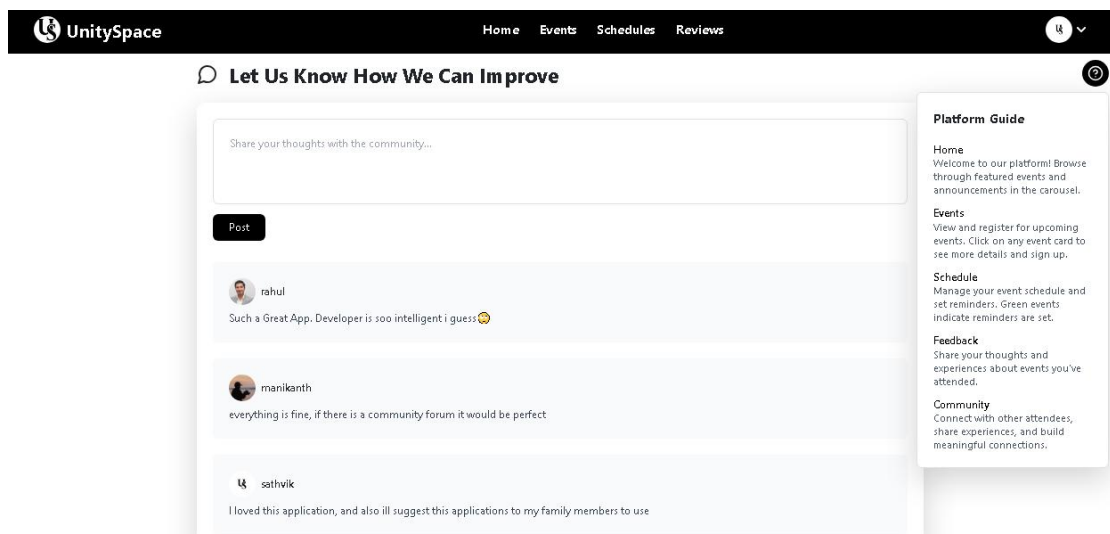 UnitySpace
Home Events Schedules Reviews
Let Us Know How We Can Improve
Share your thoughts with the community...
Post
rahul
Such a Great App. Developer is soo intelligent i guess
manikanth
everything is fine, if there is a community forum it would be perfect
sathvik
I loved this application, and also ill suggest this applications to my family members to use
Platform Guide
Home
Welcome to our platform! Browse
through featured events and
announcements in the carousel.
Events
View and register for upcoming
events. Click on any event card to
see more details and sign up.
Schedule
Manage your event schedule and
set reminders. Green events
indicate reminders are set.
Feedback
Share your thoughts and
experiences about events you've
attended.
Community
Connect with other attendees,
share experiences, and build
meaningful connections.